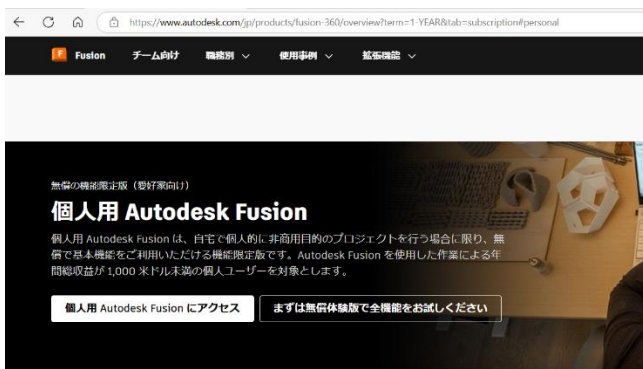 https://www.autodesk.com/jp/products/fusion-360/overview?term=1-YEAR&tab=subscription#personal
F Fusion チーム向け 職務別 使用事例 拡張機能
無償の機能限定版（愛好家向け）
個人用 Autodesk Fusion
個人用 Autodesk Fusion は、自宅で個人的に非商用目的のプロジェクトを行う場合に限り、無
償で基本機能をご利用いただける機能限定版です。Autodesk Fusion を使用した作業による年
間総収益が 1,000 米ドル未満の個人ユーザーを対象とします。
個人用 Autodesk Fusion にアクセス まずは無償体験版で全機能をお試しください